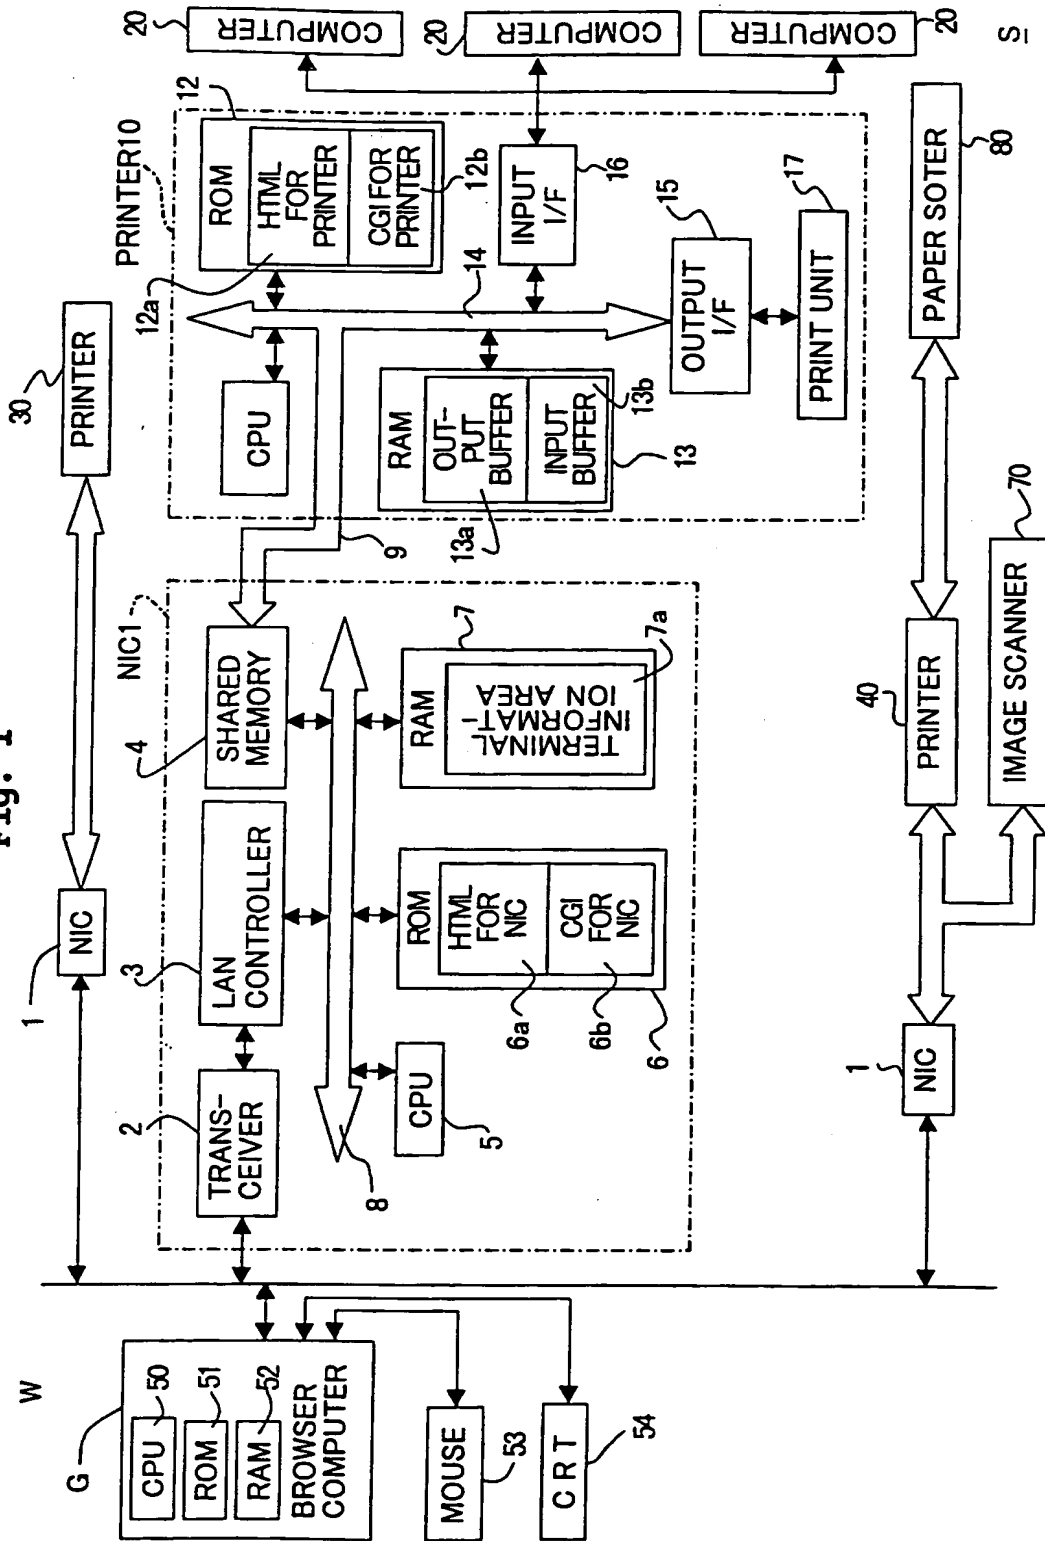 Fig. 1
W
G
CPU
50
ROM
51
RAM
52
BROWSER
COMPUTER
MOUSE
53
C R T
54
1
NIC
30
PRINTER
NIC1
2
TRANS-
CEIVER
3
LAN
CONTROLLER
4
SHARED
MEMORY
8
CPU
5
ROM
HTML
FOR
NIC
CGI
FOR
NIC
6a
6b
6
RAM
TERMINAL
INFORMAT-
ION AREA
7
7a
9
PRINTER10
CPU
12a
ROM
HTML
FOR
PRINTER
CGI FOR
PRINTER
12
12b
14
RAM
OUT-
PUT
BUFFER
INPUT
BUFFER
13a
13b
13
INPUT
I/F
16
OUTPUT
I/F
15
PRINT UNIT
17
20
COMPUTER
20
COMPUTER
20
COMPUTER
S
1
NIC
40
PRINTER
IMAGE SCANNER
70
PAPER SOTER
80